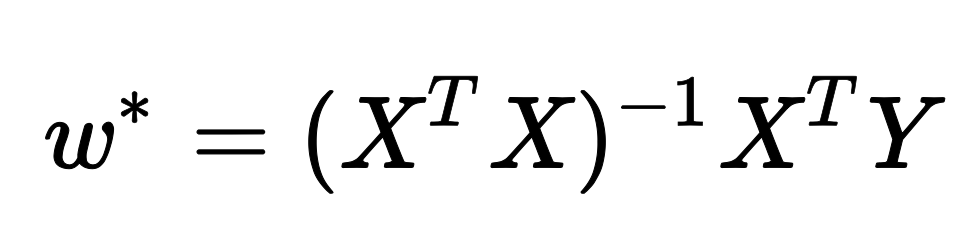 w* = (X^T X)^{-1} X^T Y